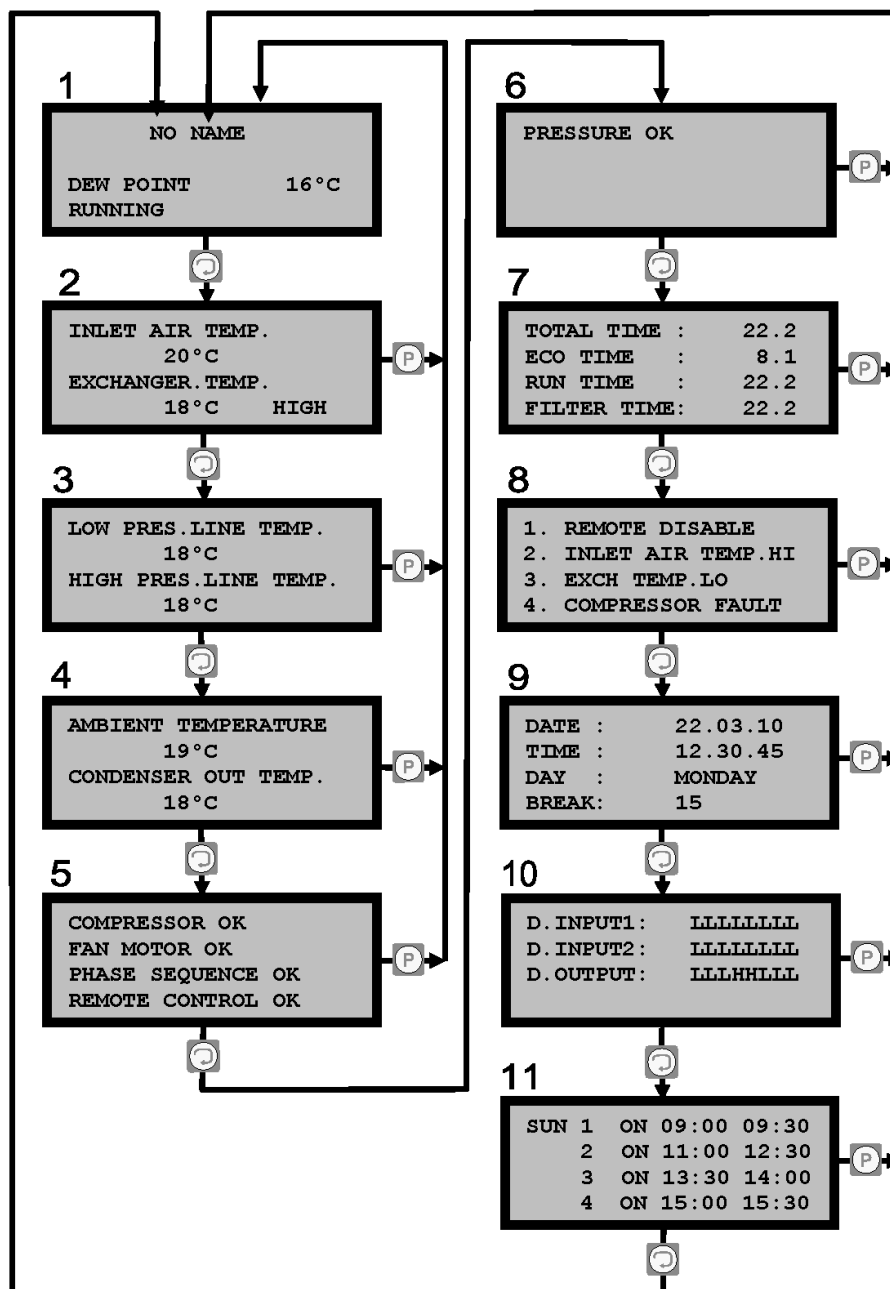 1
NO NAME
DEW POINT 16°C
RUNNING
2
INLET AIR TEMP.
20°C
EXCHANGER.TEMP.
18°C HIGH
P
3
LOW PRES.LINE TEMP.
18°C
HIGH PRES.LINE TEMP.
18°C
P
4
AMBIENT TEMPERATURE
19°C
CONDENSER OUT TEMP.
18°C
P
5
COMPRESSOR OK
FAN MOTOR OK
PHASE SEQUENCE OK
REMOTE CONTROL OK
P
6
PRESSURE OK
P
7
TOTAL TIME : 22.2
ECO TIME : 8.1
RUN TIME : 22.2
FILTER TIME: 22.2
P
8
1. REMOTE DISABLE
2. INLET AIR TEMP.HI
3. EXCH TEMP.LO
4. COMPRESSOR FAULT
P
9
DATE : 22.03.10
TIME : 12.30.45
DAY : MONDAY
BREAK: 15
P
10
D.INPUT1: LLLLLLLL
D.INPUT2: LLLLLLLL
D.OUTPUT: LLLHHLLL
P
11
SUN 1 ON 09:00 09:30
2 ON 11:00 12:30
3 ON 13:30 14:00
4 ON 15:00 15:30
P